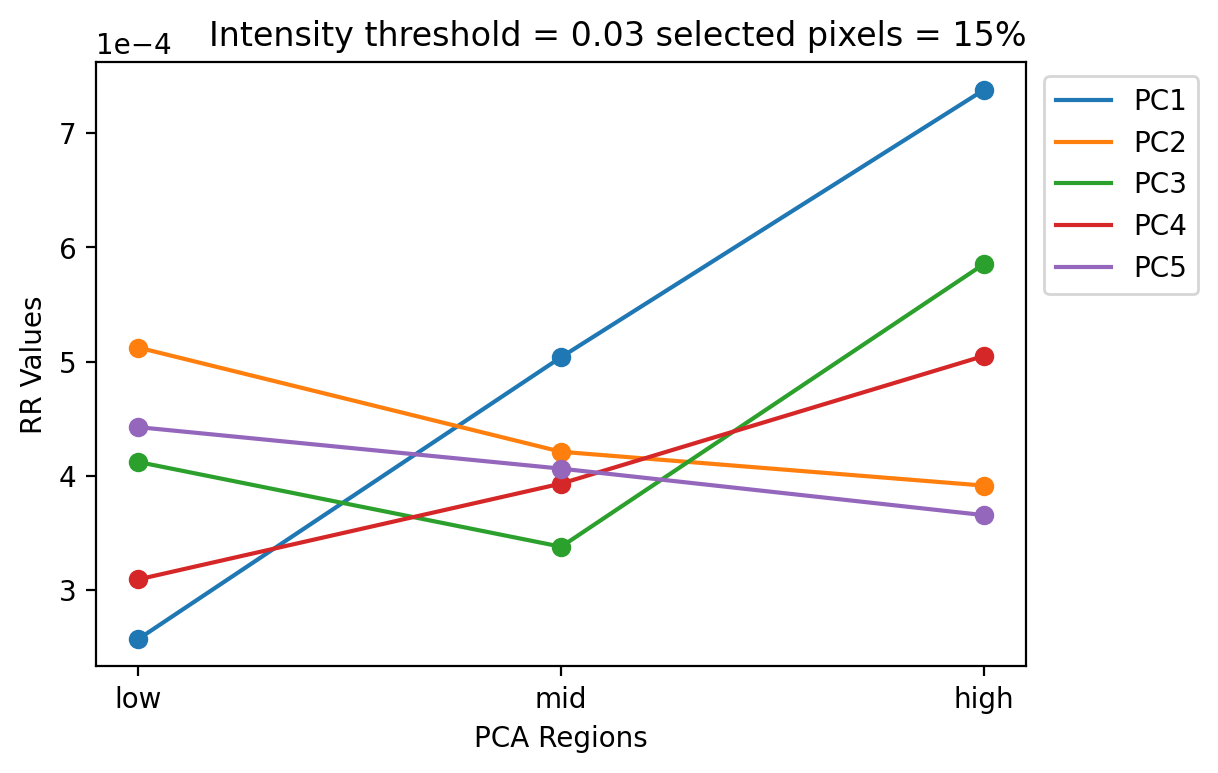 Intensity threshold = 0.03 selected pixels = 15%
1e−4
7
6
5
4
3
RR Values
low
mid
high
PCA Regions
PC1
PC2
PC3
PC4
PC5